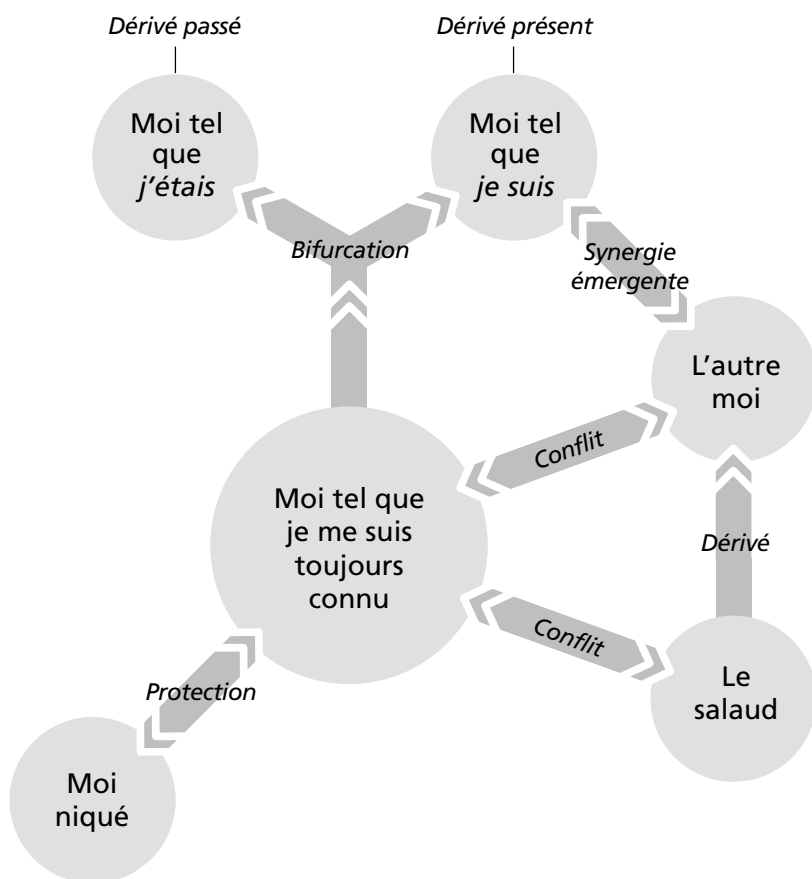 Dérivé passé
Dérivé présent
Moi tel
que
j’étais
Moi tel
que
je suis
Bifurcation
Synergie
émergente
L’autre
moi
Conflit
Moi tel que
je me suis
toujours
connu
Dérivé
Conflit
Protection
Le
salaud
Moi
niqué